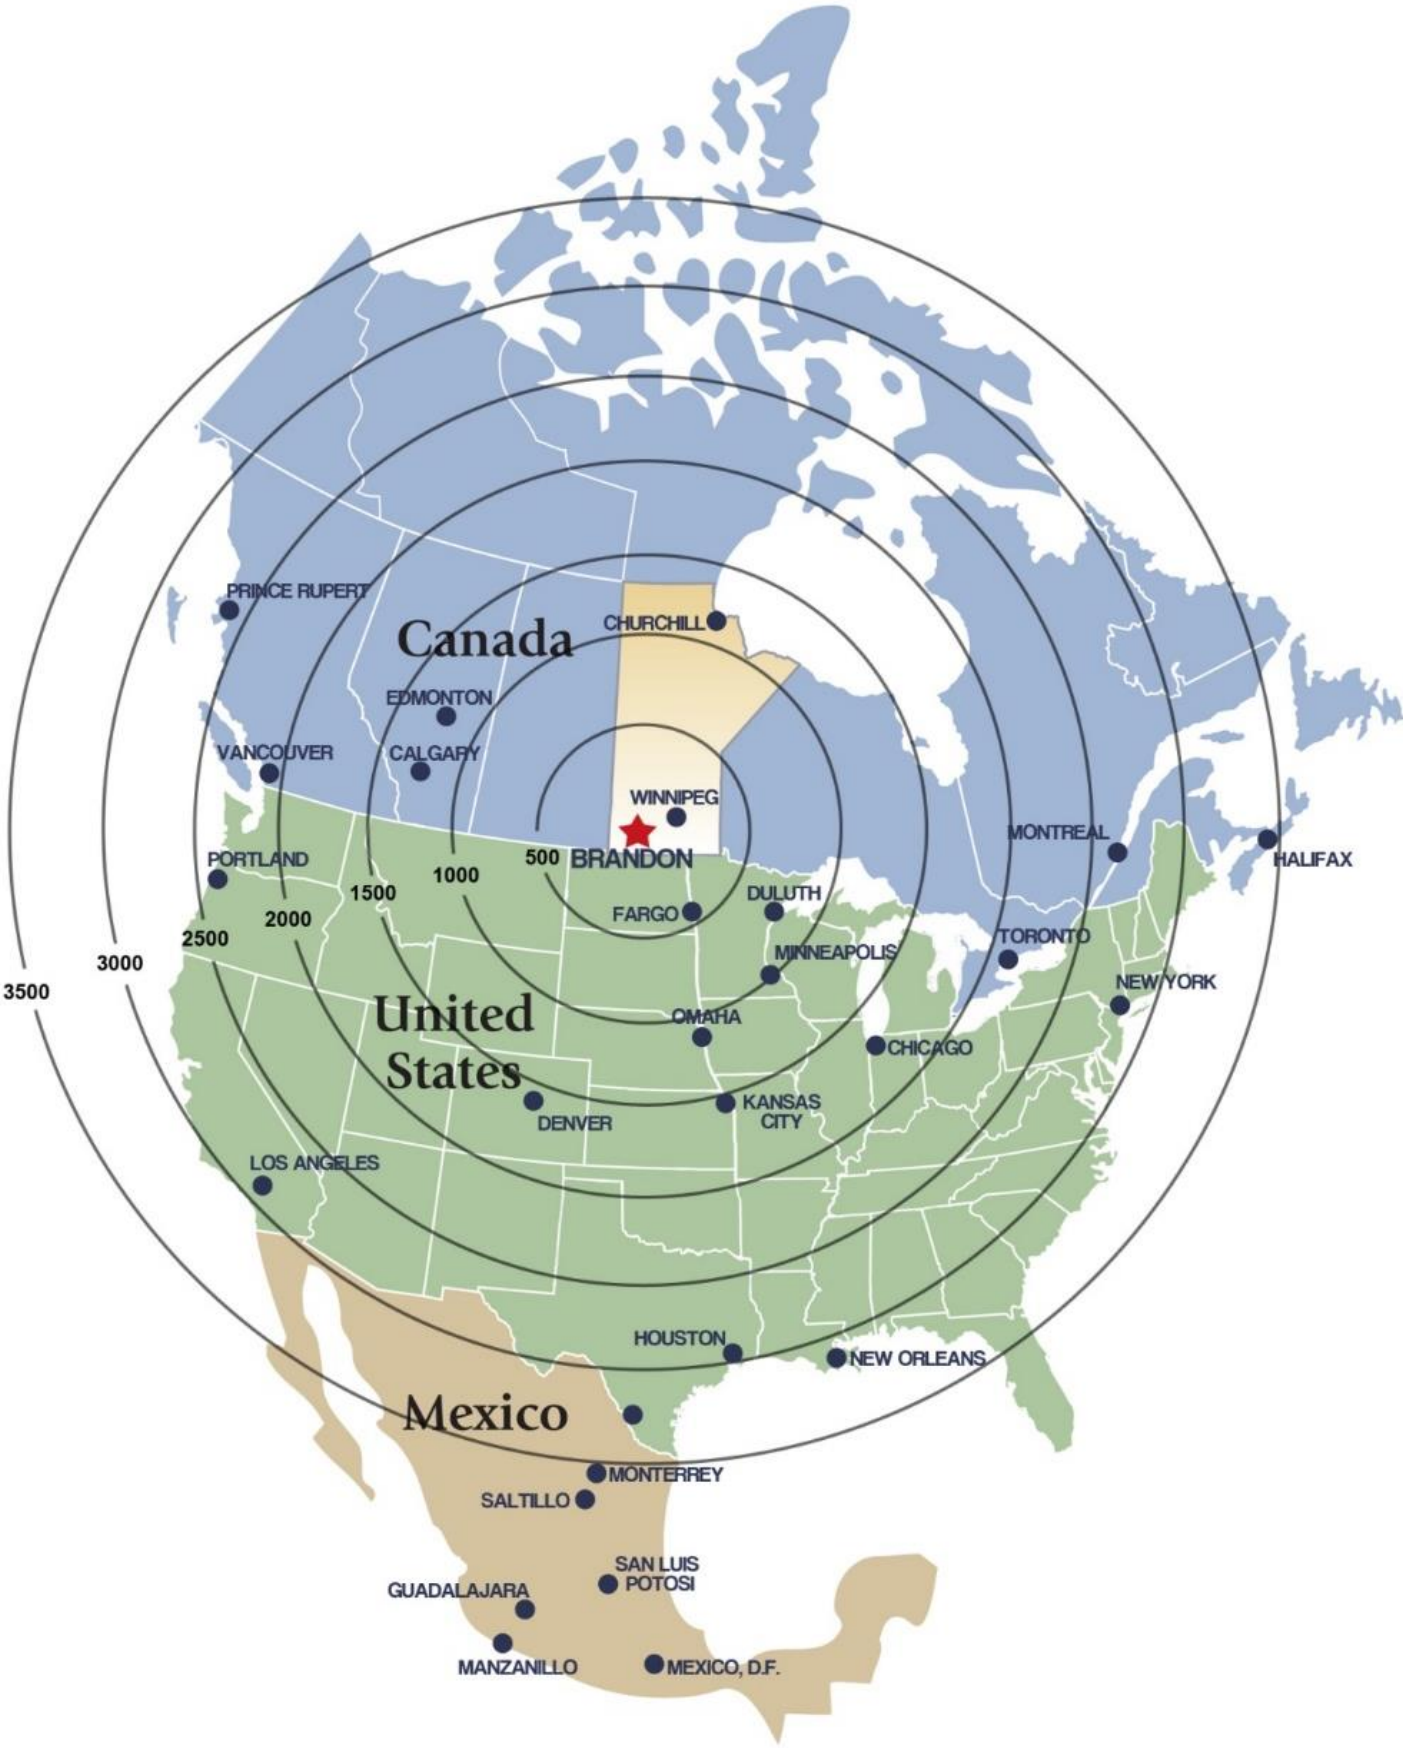 PRINCE RUPERT
CHURCHILL
Canada
EDMONTON
VANCOUVER
CALGARY
WINNIPEG
MONTREAL
BRANDON
500
PORTLAND
HALIFAX
1000
1500
DULUTH
FARGO
2000
2500
TORONTO
MINNEAPOLIS
3000
NEW YORK
3500
United
States
OMAHA
CHICAGO
KANSAS
CITY
DENVER
LOS ANGELES
HOUSTON
NEW ORLEANS
Mexico
MONTERREY
SALTILLO
SAN LUIS
POTOSI
GUADALAJARA
MANZANILLO
MEXICO, D.F.